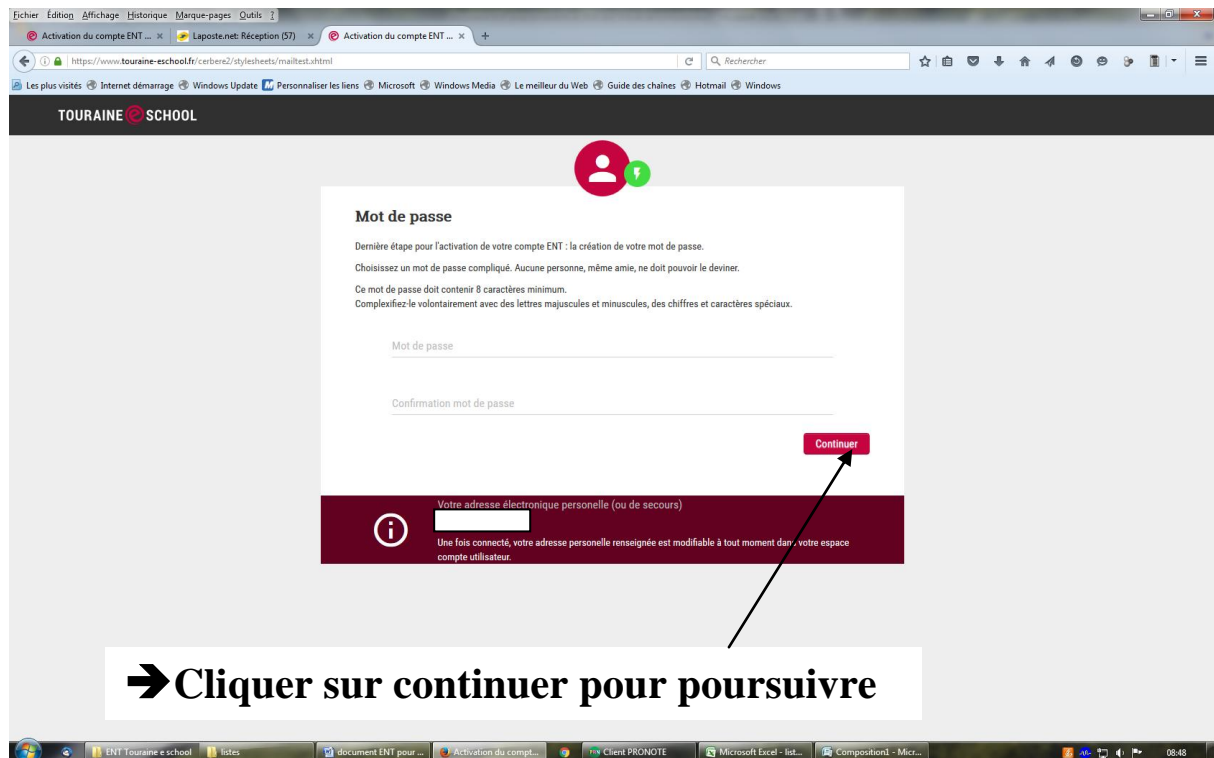 Fichier Édition Affichage Historique Marque-pages Outils ?
Activation du compte ENT ... × Laposte.net: Réception (57) × Activation du compte ENT ... × +
https://www.touraine-eschool.fr/cerbere2/stylesheets/mailtest.xhtml Rechercher
Les plus visités Internet démarrage Windows Update Personnaliser les liens Microsoft Windows Media Le meilleur du Web Guide des chaînes Hotmail Windows
TOURAINE e SCHOOL
Mot de passe
Dernière étape pour l'activation de votre compte ENT : la création de votre mot de passe.
Choisissez un mot de passe compliqué. Aucune personne, même amie, ne doit pouvoir le deviner.
Ce mot de passe doit contenir 8 caractères minimum.
Complexifiez-le volontairement avec des lettres majuscules et minuscules, des chiffres et caractères spéciaux.
Mot de passe
Confirmation mot de passe
Continuer
Votre adresse électronique personelle (ou de secours)
Une fois connecté, votre adresse personelle renseignée est modifiable à tout moment dans votre espace
compte utilisateur.
➔Cliquer sur continuer pour poursuivre
ENT Touraine e school listes document ENT pour ... Activation du compt... Client PRONOTE Microsoft Excel - list... Composition1 - Micr... 08:48